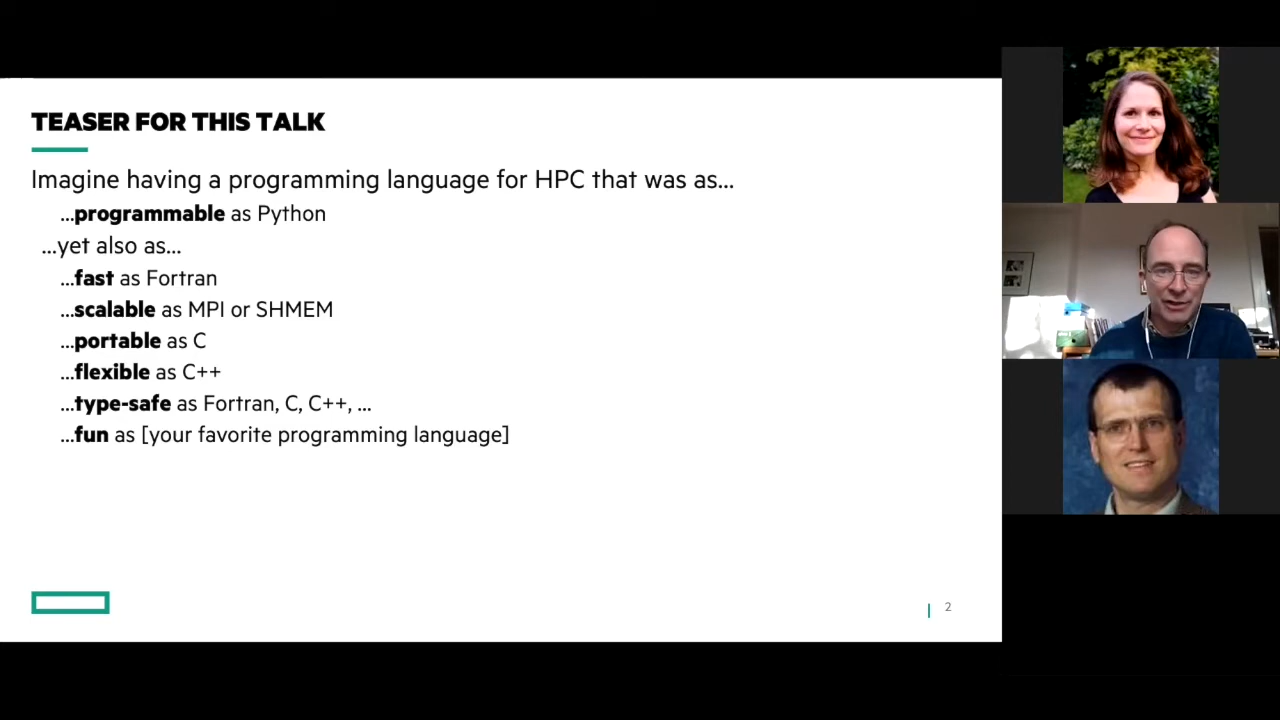 TEASER FOR THIS TALK
Imagine having a programming language for HPC that was as...
...programmable as Python
...yet also as...
...fast as Fortran
...scalable as MPI or SHMEM
...portable as C
...flexible as C++
...type-safe as Fortran, C, C++, ...
...fun as [your favorite programming language]
2